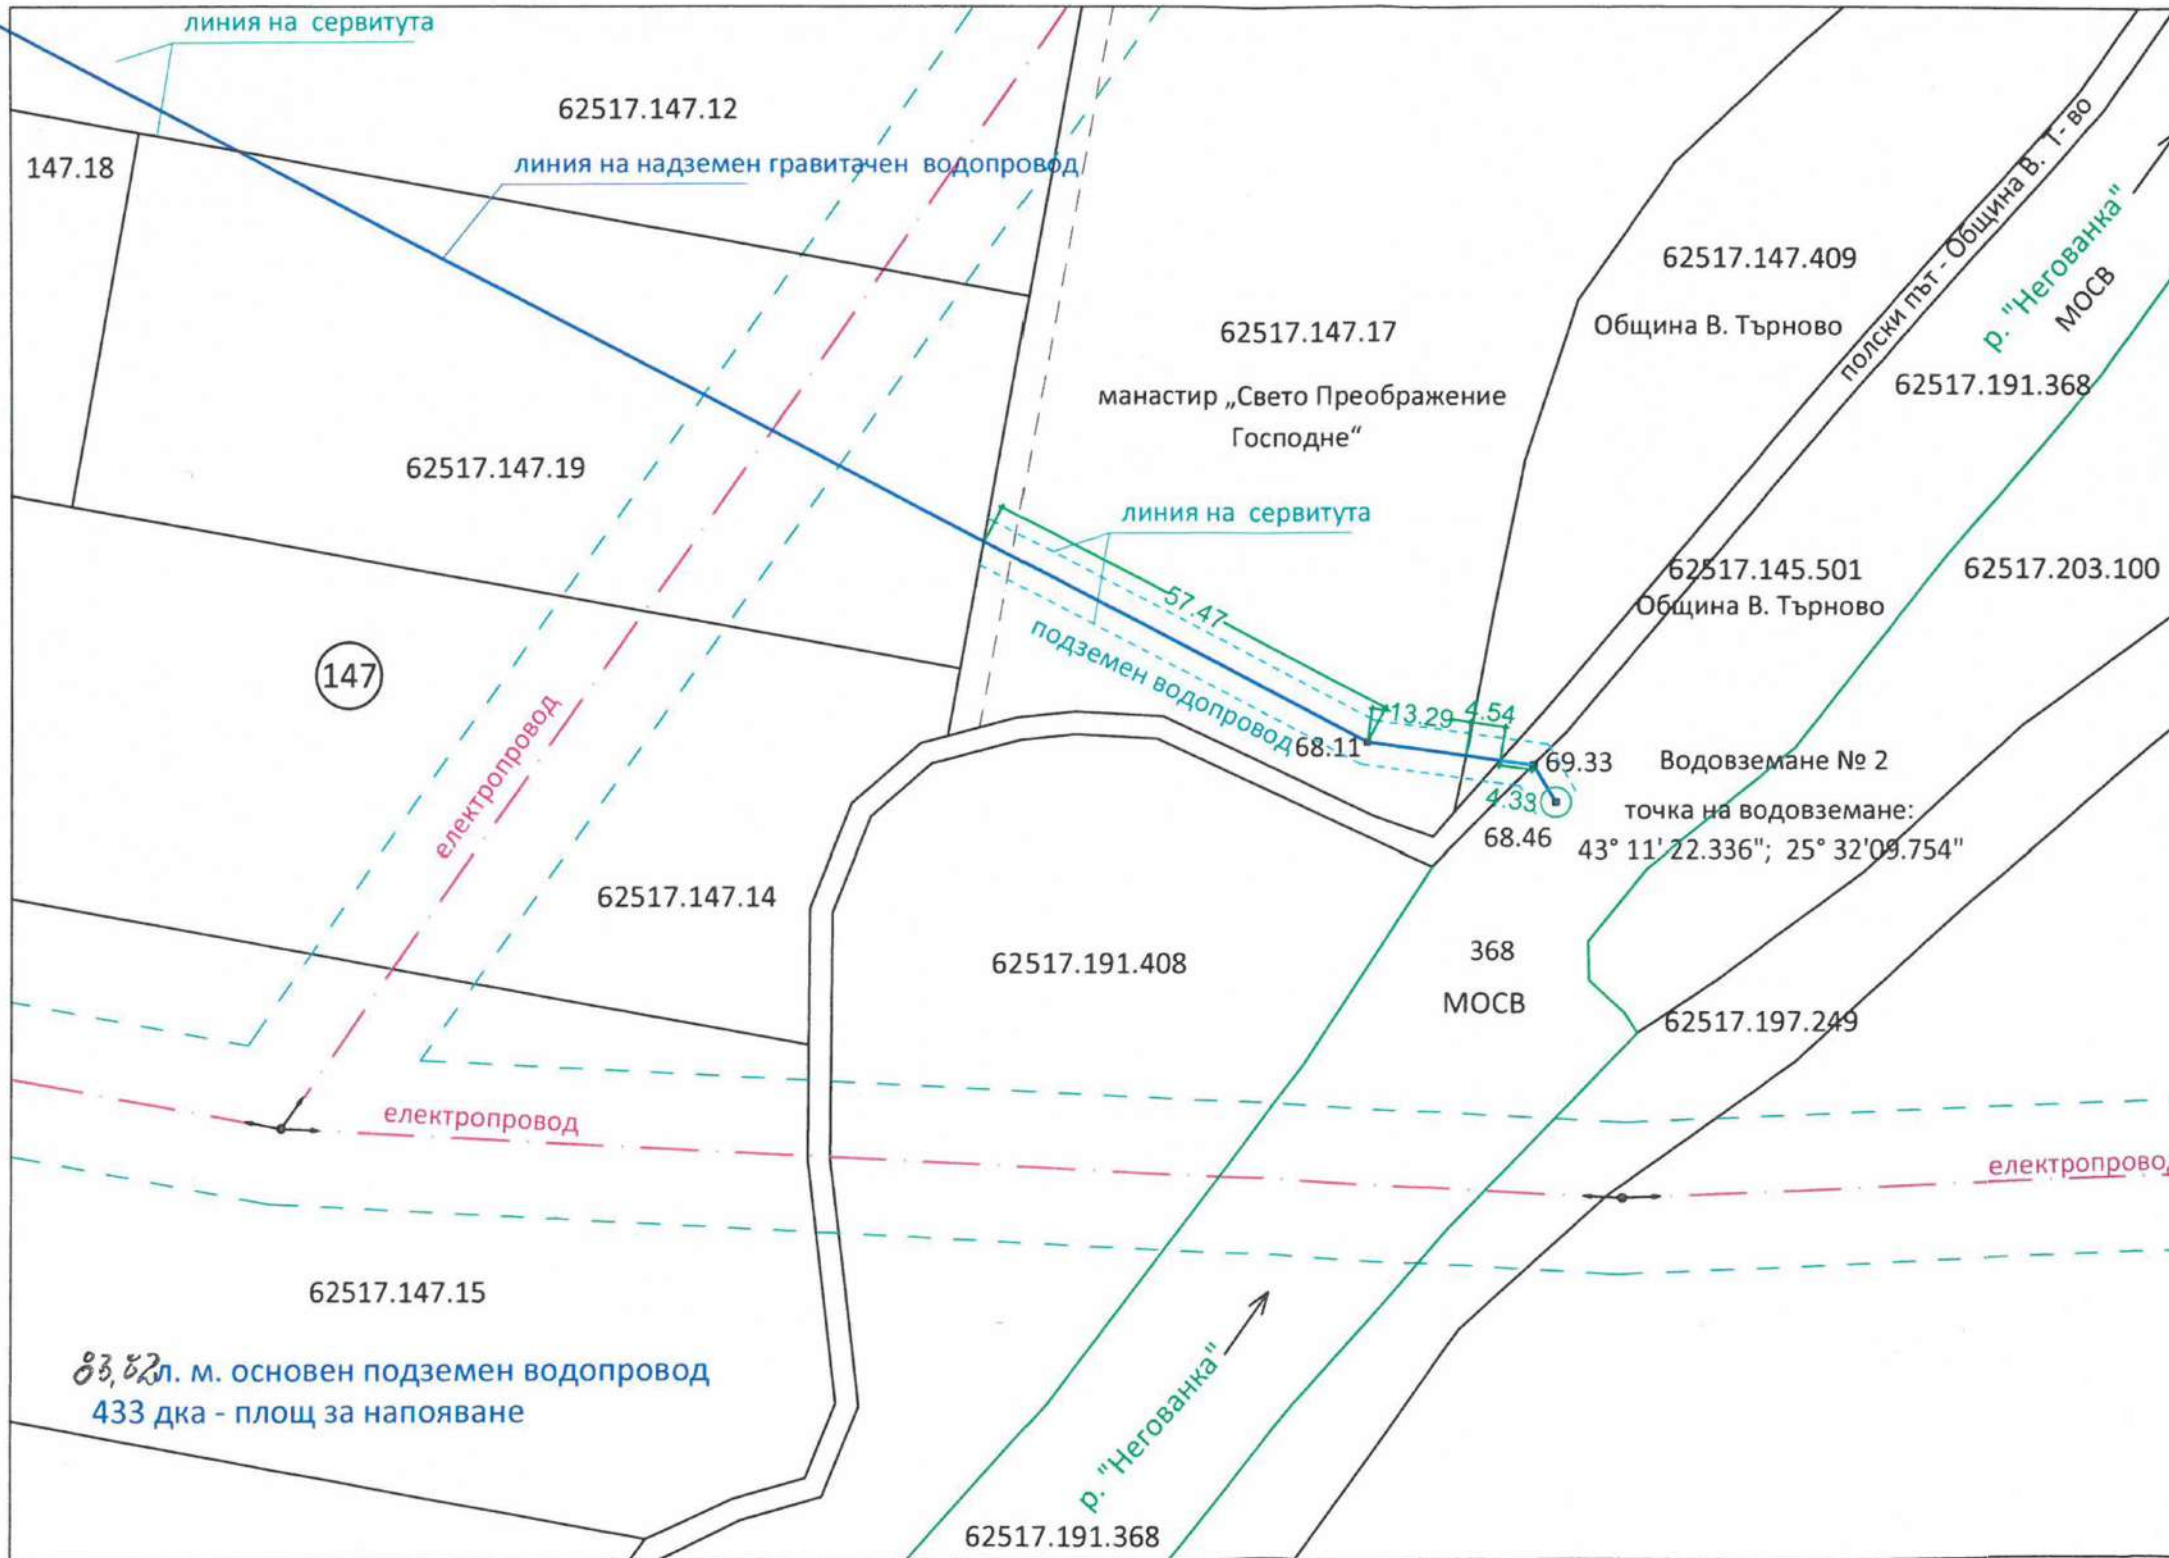 линия на сервитута
62517.147.12
147.18
линия на надземен гравитачен водопровод
62517.147.409
Община В. Търново
полски път - Община В. Т- во
р. "Негованка"
МОСВ
62517.191.368
62517.147.17
манастир „Свето Преображение
Господне“
62517.147.19
линия на сервитута
57.47
подземен водопровод
62517.145.501
Община В. Търново
62517.203.100
147
електропровод
13.29
4.54
68.11
69.33
4.33
68.46
Водовземане № 2
точка на водовземане:
43° 11' 22.336"; 25° 32'09.754"
62517.147.14
62517.191.408
368
МОСВ
62517.197.249
електропровод
електропровод
62517.147.15
л. м. основен подземен водопровод
433 дка - площ за напояване
р. "Негованка"
62517.191.368